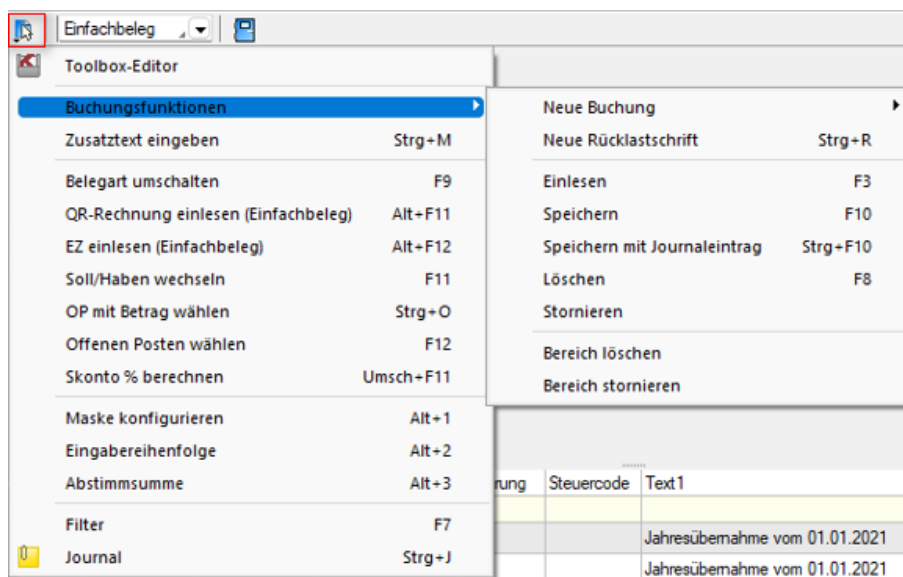 Einfachbeleg
Toolbox-Editor
Buchungsfunktionen
Zusatztext eingeben Strg+M
Belegart umschalten F9
QR-Rechnung einlesen (Einfachbeleg) Alt+F11
EZ einlesen (Einfachbeleg) Alt+F12
Soll/Haben wechseln F11
OP mit Betrag wählen Strg+O
Offenen Posten wählen F12
Skonto % berechnen Umsch+F11
Maske konfigurieren Alt+1
Eingabereihenfolge Alt+2
Abstimmsumme Alt+3
Filter F7
Journal Strg+J
Neue Buchung
Neue Rücklastschrift Strg+R
Einlesen F3
Speichern F10
Speichern mit Journaleintrag Strg+F10
Löschen F8
Stornieren
Bereich löschen
Bereich stornieren
rung Steuercode Text1
Jahresübernahme vom 01.01.2021
Jahresübernahme vom 01.01.2021